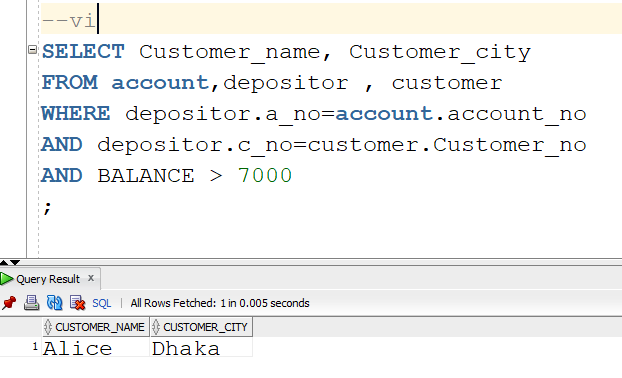 --vi
SELECT Customer_name, Customer_city
FROM account,depositor , customer
WHERE depositor.a_no=account.account_no
AND depositor.c_no=customer.Customer_no
AND BALANCE > 7000
;
Query Result x
SQL | All Rows Fetched: 1 in 0.005 seconds
CUSTOMER_NAME CUSTOMER_CITY
1 Alice Dhaka